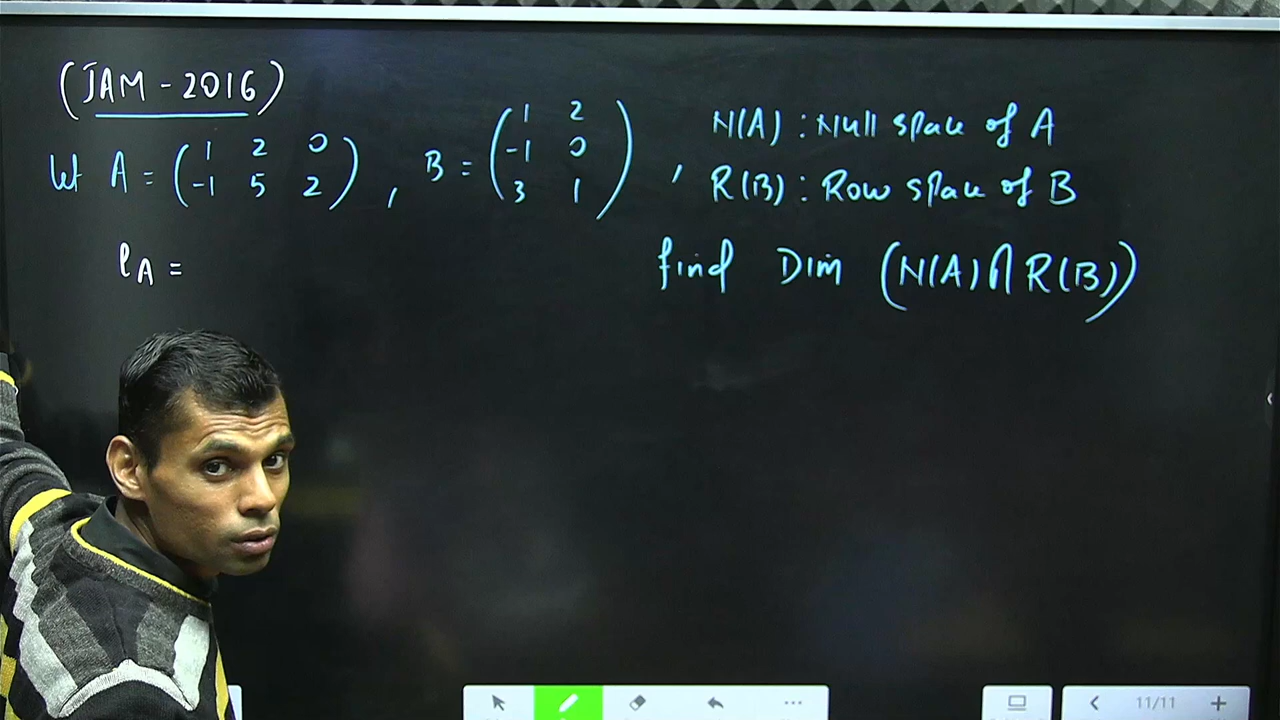 (JAM - 2016)
Let A = ( 1 2 0 ; -1 5 2 ) , B = ( 1 2 ; -1 0 ; 3 1 ) ,
N(A) : Null space of A
R(B) : Row space of B
ρA =
find Dim (N(A) ∩ R(B))
11/11